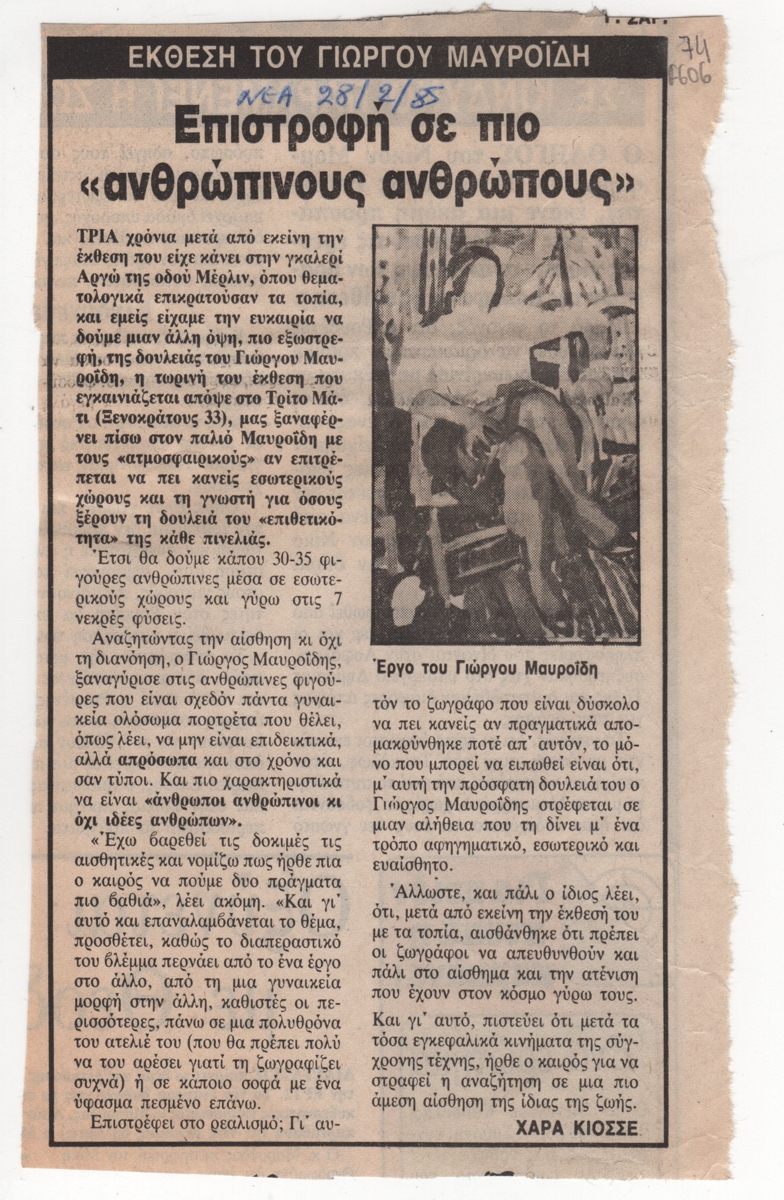 ΕΚΘΕΣΗ ΤΟΥ ΓΙΩΡΓΟΥ ΜΑΥΡΟΪΔΗ
74
ΝΕΑ 28/2/85
Επιστροφή σε πιο
«ανθρώπινους ανθρώπους»
ΤΡΙΑ χρόνια μετά από εκείνη την
έκθεση που είχε κάνει στην γκαλερί
Αργώ της οδού Μέρλιν, όπου θεμα-
τολογικά επικρατούσαν τα τοπία,
και εμείς είχαμε την ευκαιρία να
δούμε μιαν άλλη όψη, πιο εξωστρε-
φή, της δουλειάς του Γιώργου Μαυ-
ροΐδη, η τωρινή του έκθεση που
εγκαινιάζεται απόψε στο Τρίτο Μά-
τι (Ξενοκράτους 33), μας ξαναφέρ-
νει πίσω στον παλιό Μαυροΐδη με
τους «ατμοσφαιρικούς» αν επιτρέ-
πεται να πει κανείς εσωτερικούς
χώρους και τη γνωστή για όσους
ξέρουν τη δουλειά του «επιθετικό-
τητα» της κάθε πινελιάς.
Έτσι θα δούμε κάπου 30-35 φι-
γούρες ανθρώπινες μέσα σε εσωτε-
ρικούς χώρους και γύρω στις 7
νεκρές φύσεις.
Αναζητώντας την αίσθηση κι όχι
τη διανόηση, ο Γιώργος Μαυροΐδης,
ξαναγύρισε στις ανθρώπινες φιγού-
ρες που είναι σχεδόν πάντα γυναι-
κεία ολόσωμα πορτρέτα που θέλει,
όπως λέει, να μην είναι επιδεικτικά,
αλλά απρόσωπα και στο χρόνο και
σαν τύποι. Και πιο χαρακτηριστικά
να είναι «άνθρωποι ανθρώπινοι κι
όχι ιδέες ανθρώπων».
«Έχω βαρεθεί τις δοκιμές τις
αισθητικές και νομίζω πως ήρθε πια
ο καιρός να πούμε δυο πράγματα
πιο βαθιά», λέει ακόμη. «Και γι'
αυτό και επαναλαμβάνεται το θέμα,
προσθέτει, καθώς το διαπεραστικό
του βλέμμα περνάει από το ένα έργο
στο άλλο, από τη μια γυναικεία
μορφή στην άλλη, καθιστές οι πε-
ρισσότερες, πάνω σε μια πολυθρόνα
του ατελιέ του (που θα πρέπει πολύ
να του αρέσει γιατί τη ζωγραφίζει
συχνά) ή σε κάποιο σοφά με ένα
ύφασμα πεσμένο επάνω.
Επιστρέφει στο ρεαλισμό; Γι' αυ-
Έργο του Γιώργου Μαυροΐδη
τόν το ζωγράφο που είναι δύσκολο
να πει κανείς αν πραγματικά απο-
μακρύνθηκε ποτέ απ' αυτόν, το μό-
νο που μπορεί να ειπωθεί είναι ότι,
μ' αυτή την πρόσφατη δουλειά του ο
Γιώργος Μαυροΐδης στρέφεται σε
μιαν αλήθεια που τη δίνει μ' ένα
τρόπο αφηγηματικό, εσωτερικό και
ευαίσθητο.
Άλλωστε, και πάλι ο ίδιος λέει,
ότι, μετά από εκείνη την έκθεσή του
με τα τοπία, αισθάνθηκε ότι πρέπει
οι ζωγράφοι να απευθυνθούν και
πάλι στο αίσθημα και την ατένιση
που έχουν στον κόσμο γύρω τους.
Και γι' αυτό, πιστεύει ότι μετά τα
τόσα εγκεφαλικά κινήματα της σύγ-
χρονης τέχνης, ήρθε ο καιρός για να
στραφεί η αναζήτηση σε μια πιο
άμεση αίσθηση της ίδιας της ζωής.
ΧΑΡΑ ΚΙΟΣΣΕ